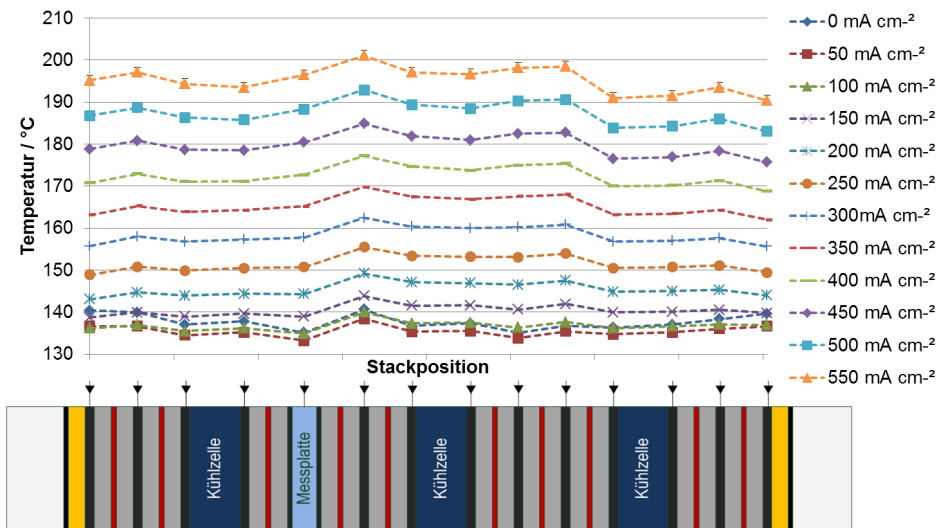 Temperatur / °C
210
200
190
180
170
160
150
140
130
Stackposition
0 mA cm-²
50 mA cm-²
100 mA cm-²
150 mA cm-²
200 mA cm-²
250 mA cm-²
300mA cm-²
350 mA cm-²
400 mA cm-²
450 mA cm-²
500 mA cm-²
550 mA cm-²
Kühlzelle
Messplatte
Kühlzelle
Kühlzelle